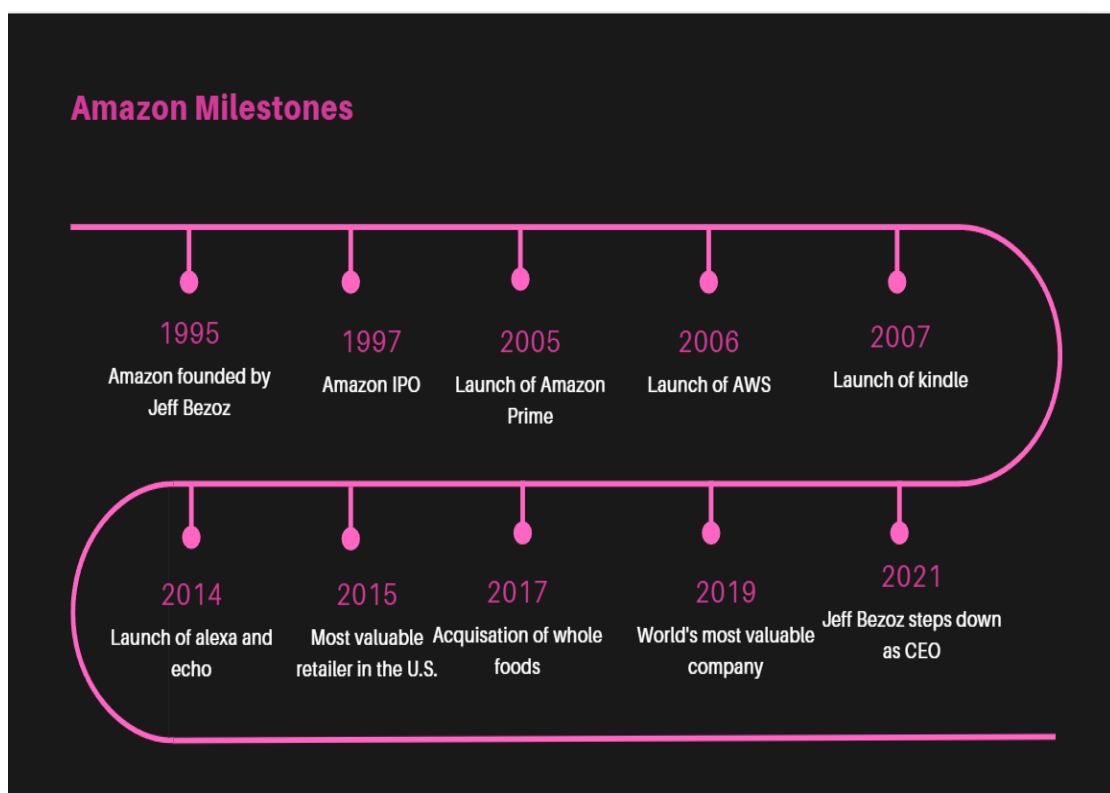 Amazon Milestones
1995
Amazon founded by
Jeff Bezoz
1997
Amazon IPO
2005
Launch of Amazon
Prime
2006
Launch of AWS
2007
Launch of kindle
2014
Launch of alexa and
echo
2015
Most valuable
retailer in the U.S.
2017
Acquisation of whole
foods
2019
World's most valuable
company
2021
Jeff Bezoz steps down
as CEO